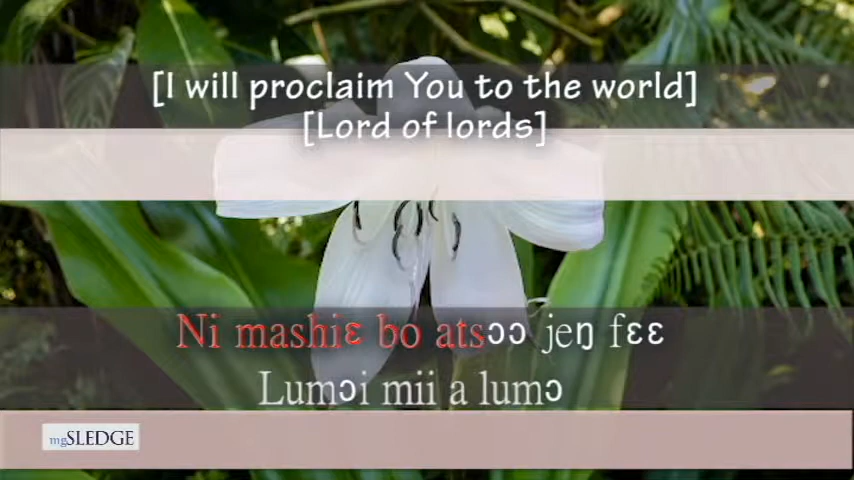 [I will proclaim You to the world]
[Lord of lords]
Ni mashiɛ bo atsɔɔ jeŋ fɛɛ
Lumɔi mii a lumɔ
mgSLEDGE